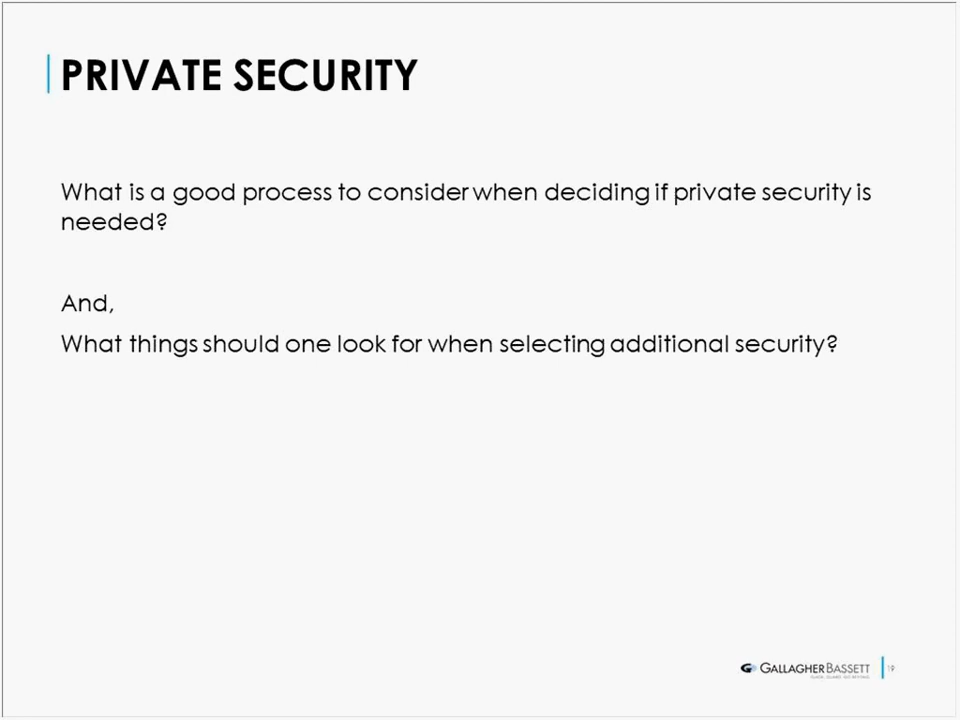 PRIVATE SECURITY
What is a good process to consider when deciding if private security is
needed?
And,
What things should one look for when selecting additional security?
GALLAGHER BASSETT
19